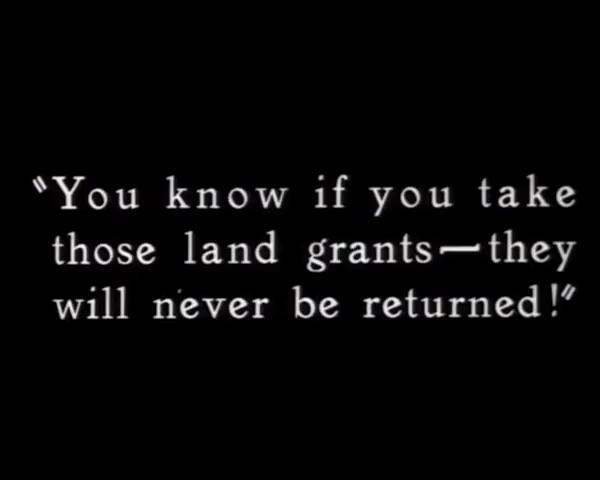 "You know if you take
those land grants—they
will never be returned!"